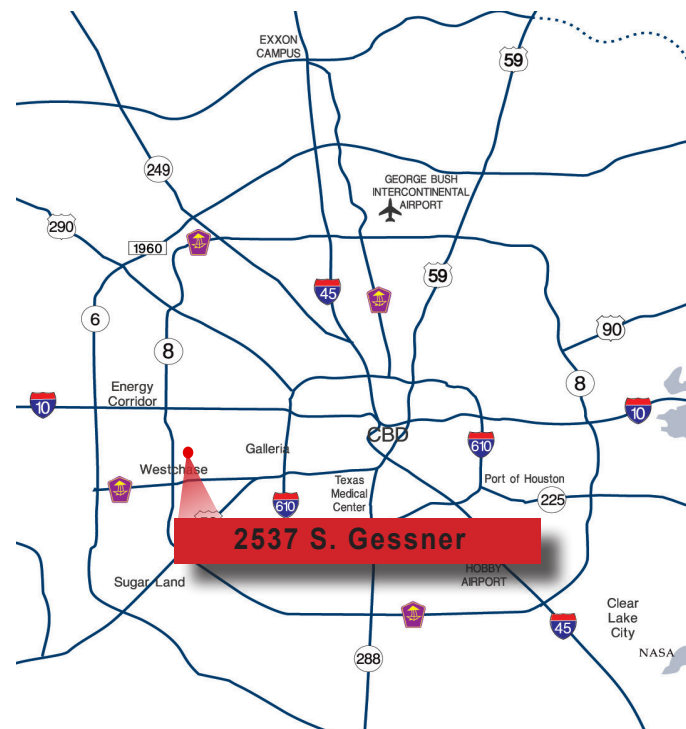 EXXON
CAMPUS
59
249
GEORGE BUSH
INTERCONTINENTAL
AIRPORT
290
1960
59
45
6
90
8
8
Energy
Corridor
10
10
CBD
Galleria
610
Westchase
Texas
Medical
Center
Port of Houston
225
610
2537 S. Gessner
HOBBY
AIRPORT
Sugar Land
Clear
Lake
City
45
NASA
288